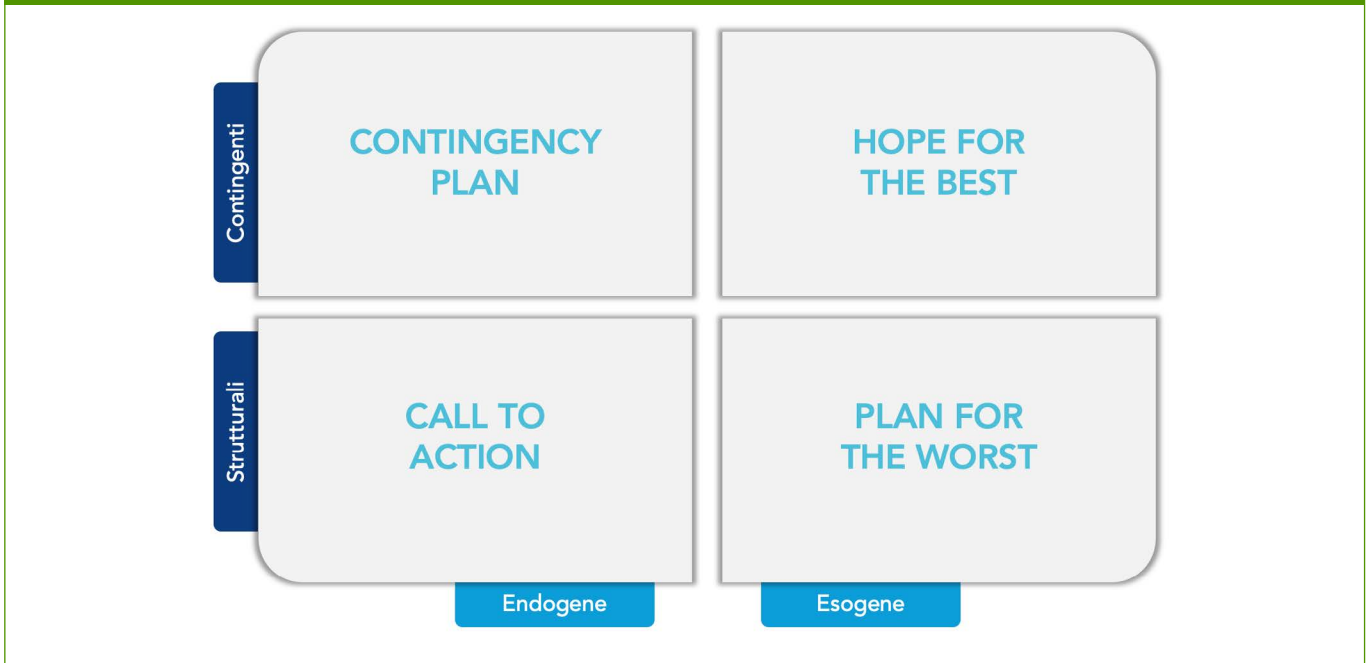 Contingenti
CONTINGENCY
PLAN
HOPE FOR
THE BEST
Strutturali
CALL TO
ACTION
PLAN FOR
THE WORST
Endogene
Esogene